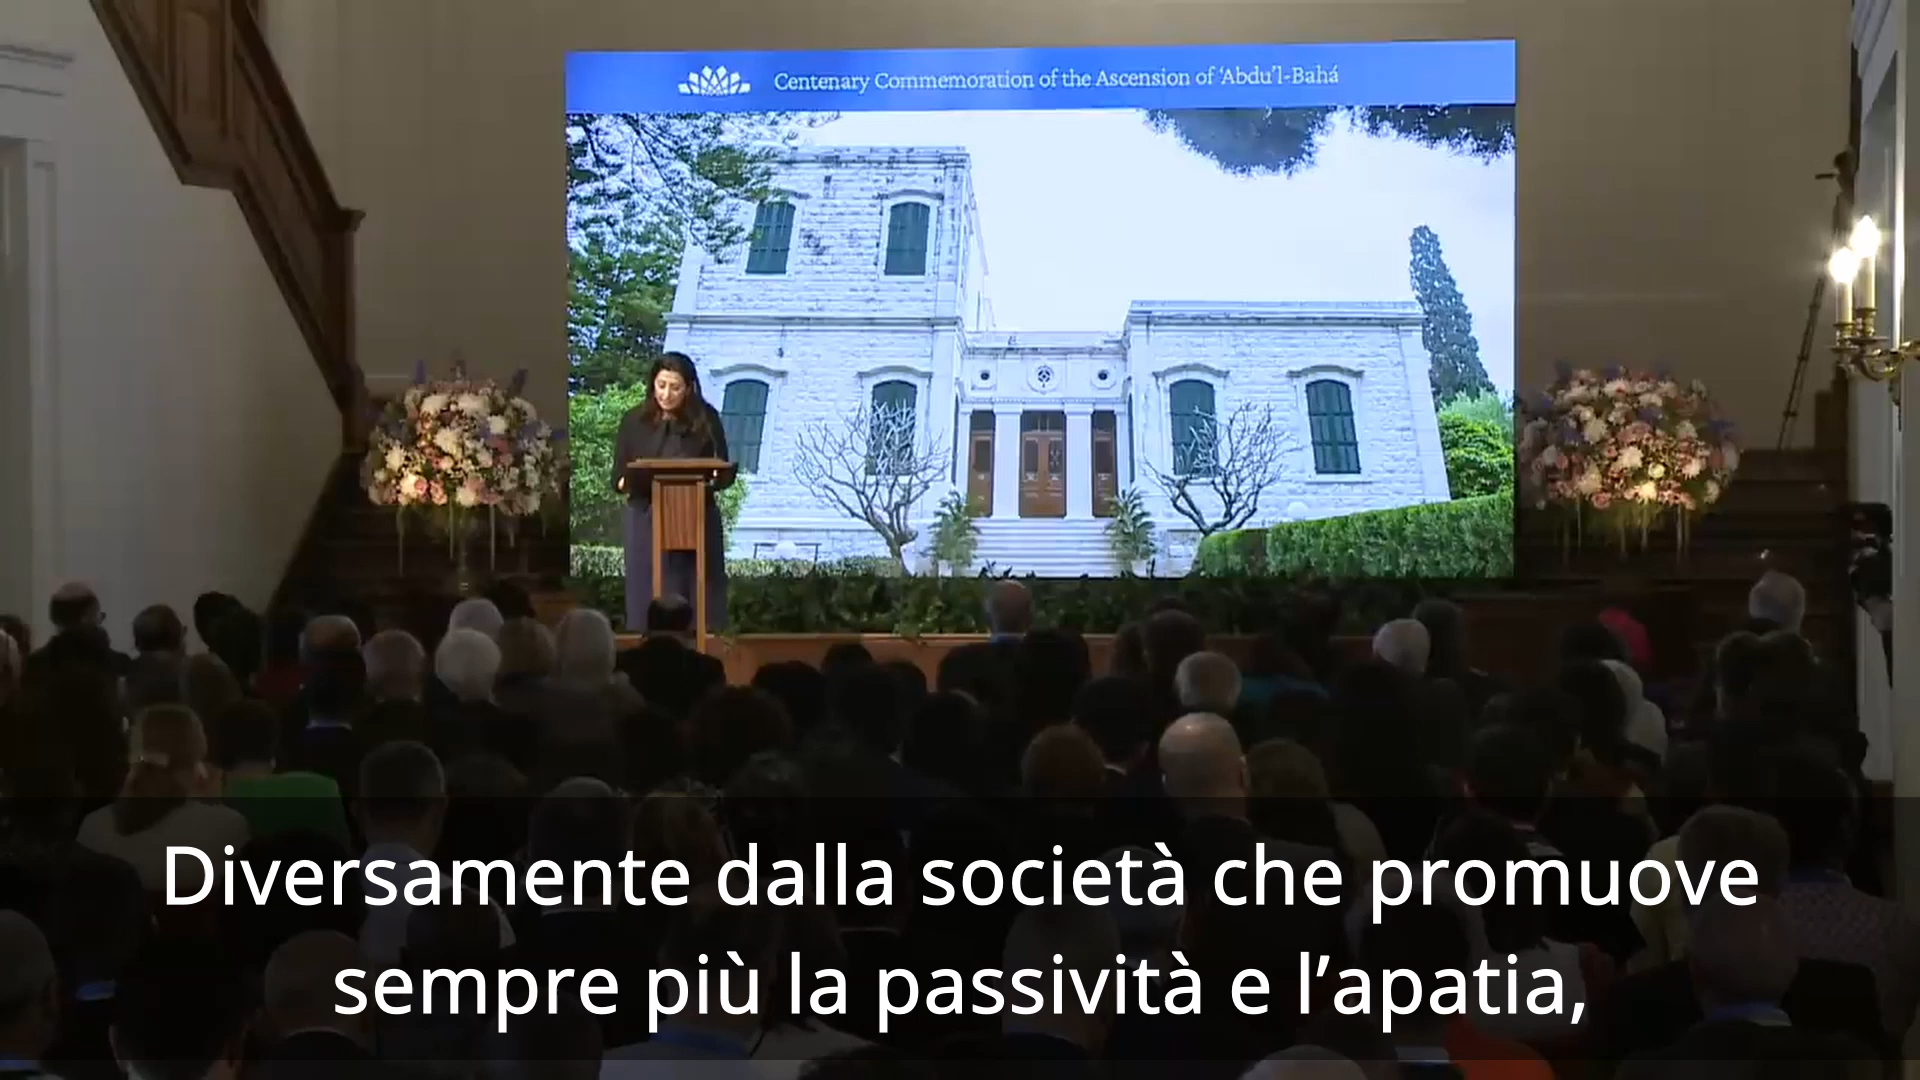 Centenary Commemoration of the Ascension of ‘Abdu’l-Bahá
Diversamente dalla società che promuove
sempre più la passività e l’apatia,